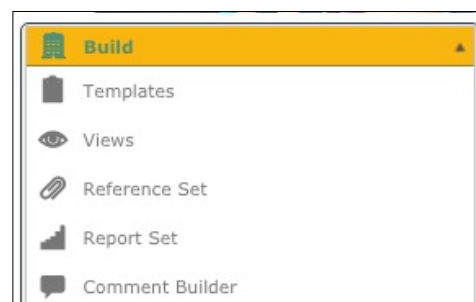 Build
Templates
Views
Reference Set
Report Set
Comment Builder